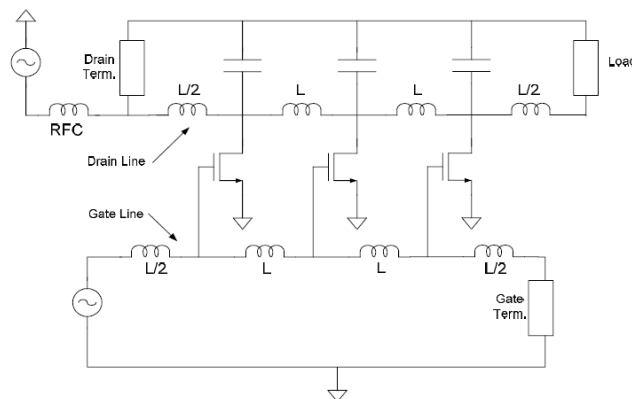 Drain
Term.
Load
L/2
L
L
L/2
RFC
Drain Line
Gate Line
L/2
L
L
L/2
Gate
Term.